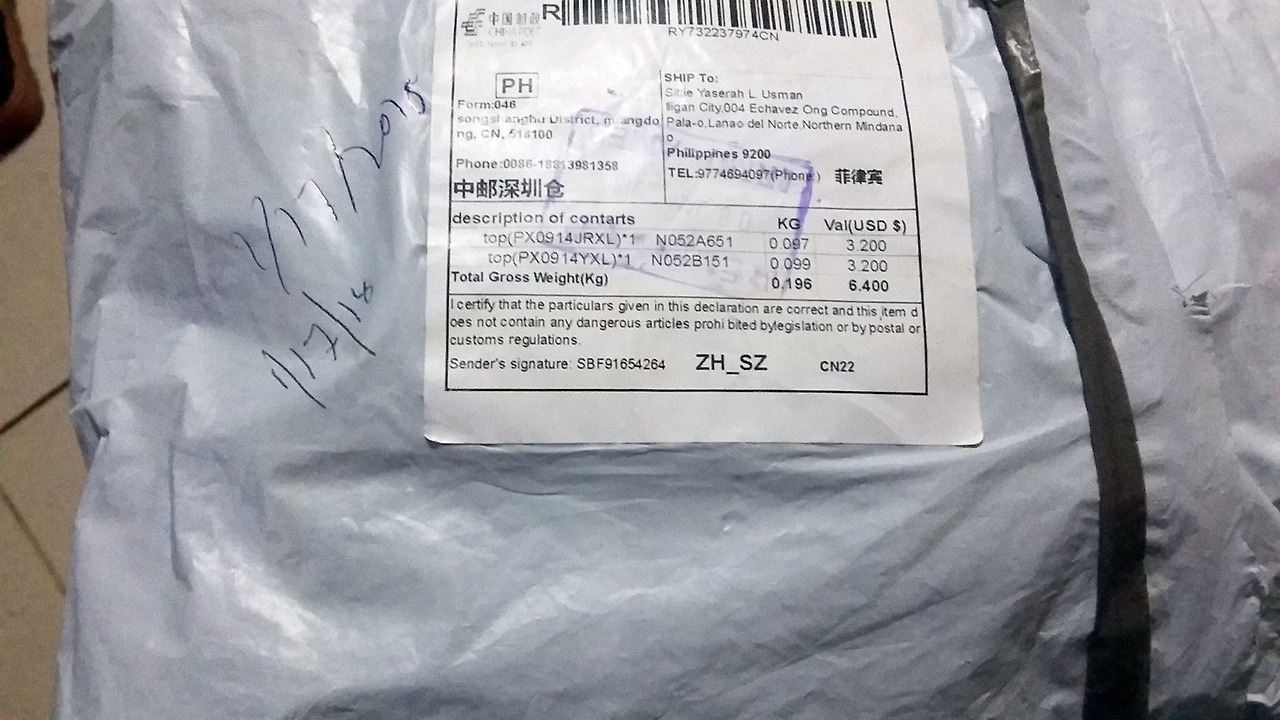 中国邮政
CHINA POST
R
RY732237974CN
PH
Form:046
songshanghu District, guangdo
ng, CN, 518100
Phone:0086-18813981358
中邮深圳仓
SHIP To:
Sitie Yaserah L. Usman
Iligan City,004 Echavez Ong Compound,
Pala-o,Lanao del Norte,Northern Mindana
o
Philippines 9200
TEL:9774694097(Phone) 菲律宾
description of contarts KG Val(USD $)
top(PX0914JRXL)*1 N052A651 0.097 3.200
top(PX0914YXL)*1 N052B151 0.099 3.200
Total Gross Weight(Kg) 0.196 6.400
I certify that the particulars given in this declaration are correct and this item d
oes not contain any dangerous articles prohi bited bylegislation or by postal or
customs regulations.
Sender's signature: SBF91654264 ZH_SZ CN22
1/17/18